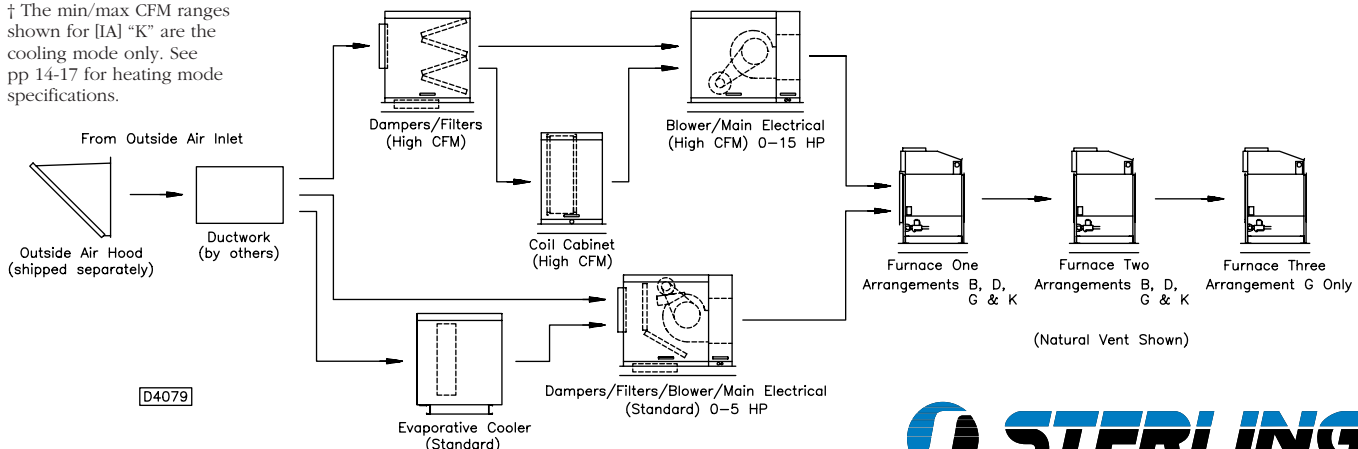 † The min/max CFM ranges
shown for [IA] “K” are the
cooling mode only. See
pp 14-17 for heating mode
specifications.
From Outside Air Inlet
Outside Air Hood
(shipped separately)
Ductwork
(by others)
Dampers/Filters
(High CFM)
Coil Cabinet
(High CFM)
Blower/Main Electrical
(High CFM) 0-15 HP
Evaporative Cooler
(Standard)
Dampers/Filters/Blower/Main Electrical
(Standard) 0-5 HP
Furnace One
Arrangements B, D,
G & K
Furnace Two
Arrangements B, D,
G & K
Furnace Three
Arrangement G Only
(Natural Vent Shown)
D4079
STERLING